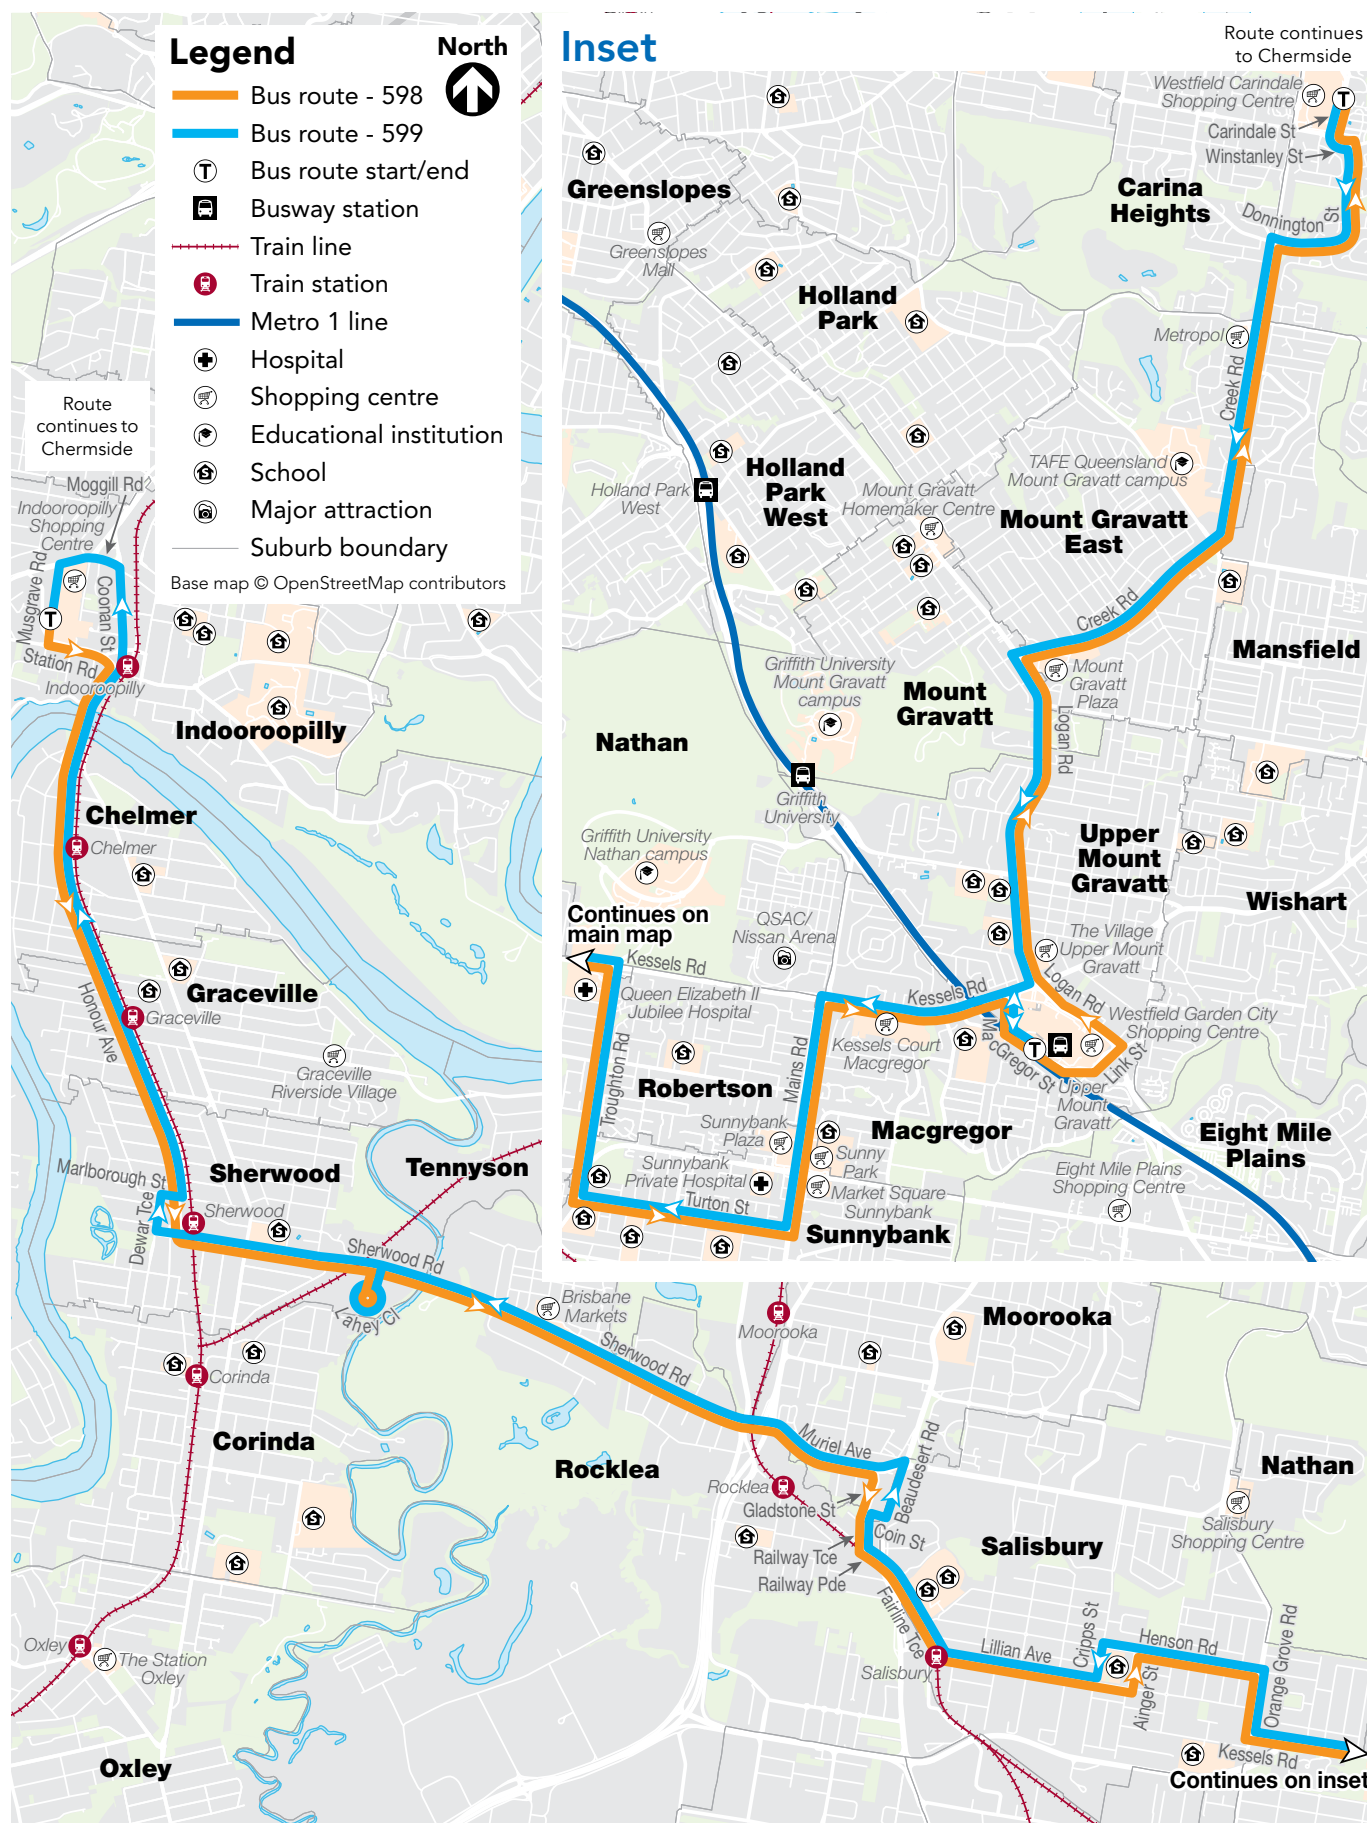 Legend
North
Bus route - 598
Bus route - 599
T
Bus route start/end
Busway station
Train line
Train station
Metro 1 line
Hospital
Shopping centre
Educational institution
School
Major attraction
Suburb boundary
Base map © OpenStreetMap contributors
Route
continues to
Chermside
Moggill Rd
Indooroopilly
Shopping
Centre
Musgrave Rd
Coonan St
T
Station Rd
Indooroopilly
Indooroopilly
Chelmer
Chelmer
Graceville
Graceville
Honour Ave
Graceville
Riverside Village
Marlborough St
Sherwood
Tennyson
Dewar Tce
Sherwood
Sherwood Rd
Lahey Cl
Brisbane
Markets
Sherwood Rd
Corinda
Corinda
Rocklea
Moorooka
Moorooka
Muriel Ave
Beaudesert Rd
Rocklea
Gladstone St
Coin St
Railway Tce
Railway Pde
Fairline Tce
Salisbury
Nathan
Salisbury
Shopping Centre
Oxley
The Station
Oxley
Oxley
Salisbury
Lillian Ave
Cripps St
Henson Rd
Ainger St
Orange Grove Rd
Kessels Rd
Continues on inset
Inset
Route continues
to Chermside
Westfield Carindale
Shopping Centre
T
Carindale St
Winstanley St
Greenslopes
Carina
Heights
Donnington St
Greenslopes
Mall
Holland
Park
Metropol
Creek Rd
Holland Park
West
Holland
Park
West
Mount Gravatt
Homemaker Centre
TAFE Queensland
Mount Gravatt campus
Mount Gravatt
East
Creek Rd
Mansfield
Griffith University
Mount Gravatt
campus
Mount
Gravatt
Mount
Gravatt
Plaza
Logan Rd
Nathan
Griffith
University
Griffith University
Nathan campus
Upper
Mount
Gravatt
Wishart
Continues on
main map
QSAC/
Nissan Arena
The Village
Upper Mount
Gravatt
Kessels Rd
Queen Elizabeth II
Jubilee Hospital
Kessels Rd
Logan Rd
Westfield Garden City
Shopping Centre
Kessels Court
Macgregor
MacGregor St
T
Link St
Upper
Mount
Gravatt
Troughton Rd
Robertson
Mains Rd
Sunnybank
Plaza
Macgregor
Sunny
Park
Eight Mile
Plains
Sunnybank
Private Hospital
Market Square
Sunnybank
Eight Mile Plains
Shopping Centre
Turton St
Sunnybank